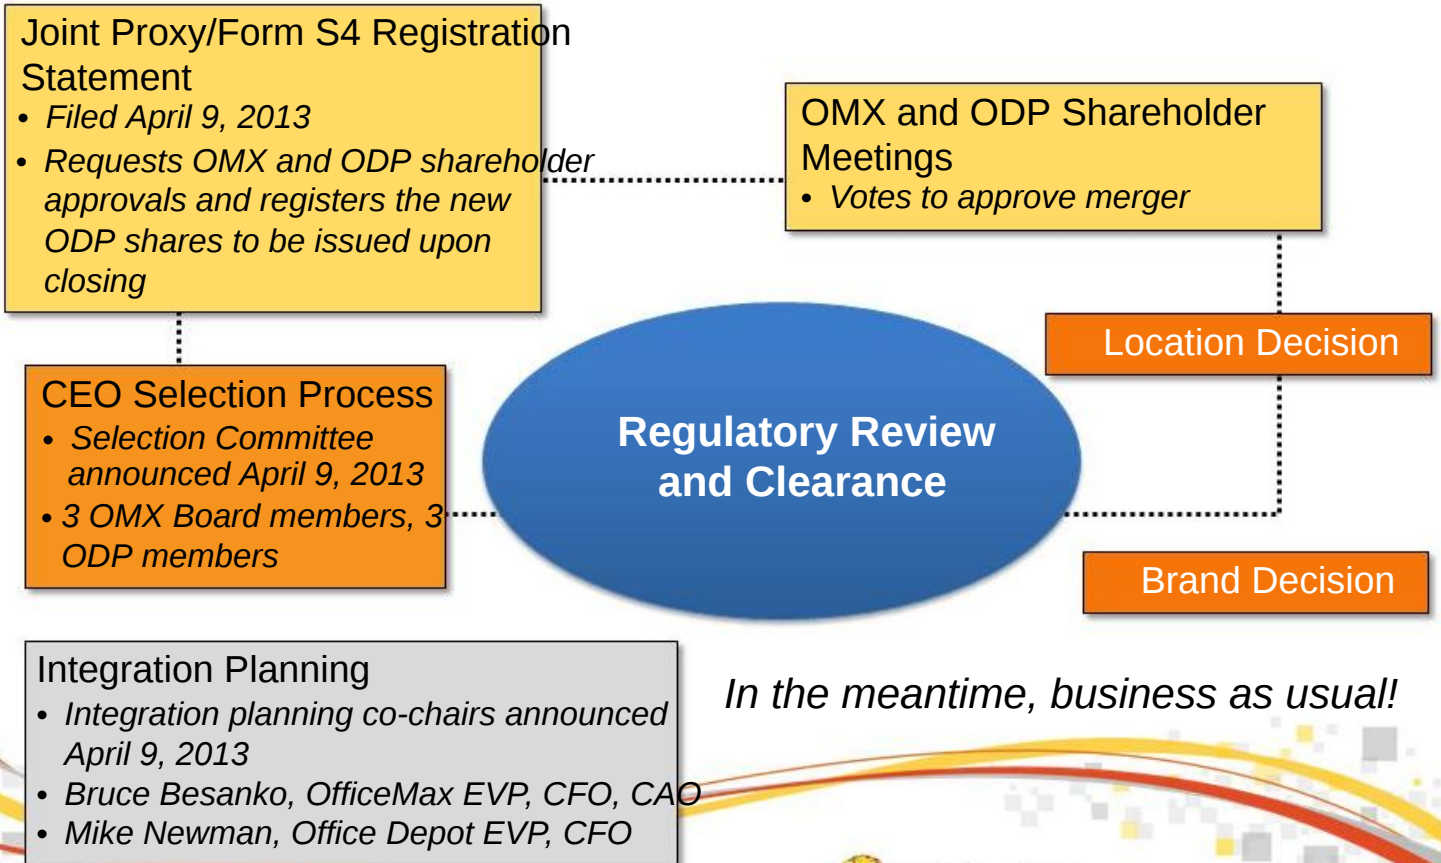 Joint Proxy/Form S4 Registration
Statement
• Filed April 9, 2013
• Requests OMX and ODP shareholder
approvals and registers the new
ODP shares to be issued upon
closing
OMX and ODP Shareholder
Meetings
• Votes to approve merger
Location Decision
CEO Selection Process
• Selection Committee
announced April 9, 2013
• 3 OMX Board members, 3
ODP members
Regulatory Review
and Clearance
Brand Decision
Integration Planning
• Integration planning co-chairs announced
April 9, 2013
• Bruce Besanko, OfficeMax EVP, CFO, CAO
• Mike Newman, Office Depot EVP, CFO
In the meantime, business as usual!